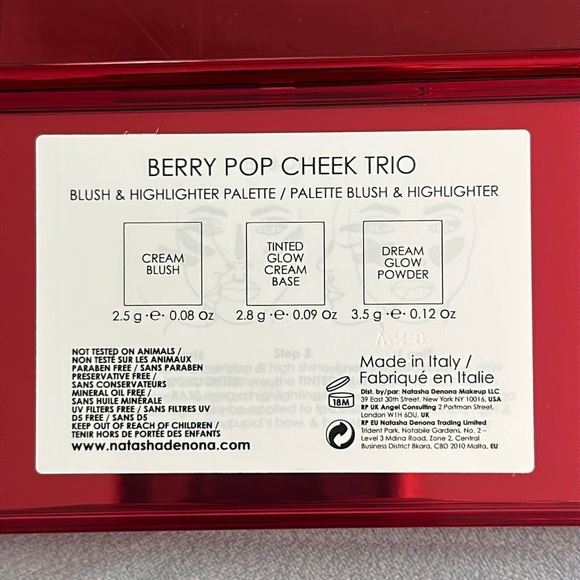 BERRY POP CHEEK TRIO
BLUSH & HIGHLIGHTER PALETTE / PALETTE BLUSH & HIGHLIGHTER
CREAM
BLUSH
2.5 g ·e· 0.08 Oz
TINTED
GLOW
CREAM
BASE
2.8 g ·e· 0.09 Oz
DREAM
GLOW
POWDER
3.5 g ·e· 0.12 Oz
NOT TESTED ON ANIMALS /
NON TESTÉ SUR LES ANIMAUX
PARABEN FREE / SANS PARABEN
PRESERVATIVE FREE /
SANS CONSERVATEURS
MINERAL OIL FREE /
SANS HUILE MINÉRALE
UV FILTERS FREE / SANS FILTRES UV
D5 FREE / SANS D5
KEEP OUT OF REACH OF CHILDREN /
TENIR HORS DE PORTÉE DES ENFANTS
www.natashadenona.com
Step 3:
Made in Italy /
Fabriqué en Italie
18M
Dist. by/par: Natasha Denona Makeup LLC
39 East 30th Street, New York NY 10016, USA
RP UK Angel Consulting 2 Portman Street,
London W1H 6DU, UK
RP EU Natasha Denona Trading Limited
Trident Park, Notabile Gardens, No. 2 –
Level 3 Mdina Road, Zone 2, Central
Business District Bkara, CBD 2010 Malta, EU